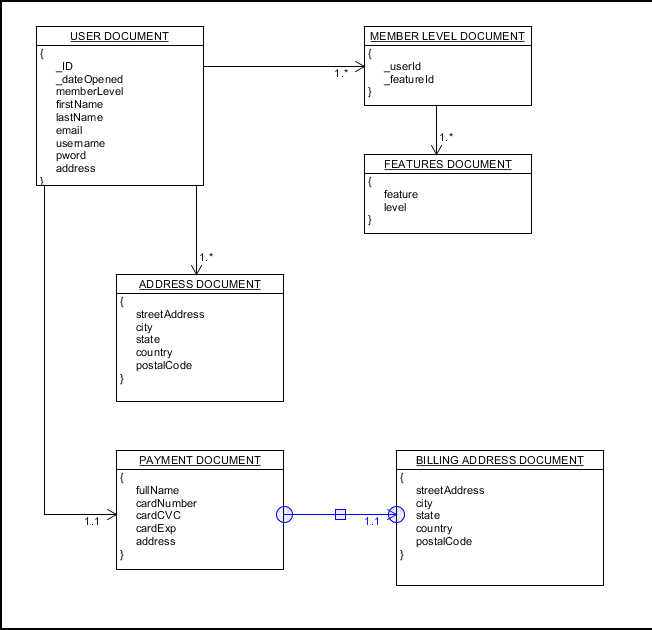 USER DOCUMENT
{
_ID
_dateOpened
memberLevel
firstName
lastName
email
username
pword
address
}
1.*
MEMBER LEVEL DOCUMENT
{
_userId
_featureId
}
1.*
FEATURES DOCUMENT
{
feature
level
}
1.*
ADDRESS DOCUMENT
{
streetAddress
city
state
country
postalCode
}
1.1
PAYMENT DOCUMENT
{
fullName
cardNumber
cardCVC
cardExp
address
}
1.1
BILLING ADDRESS DOCUMENT
{
streetAddress
city
state
country
postalCode
}